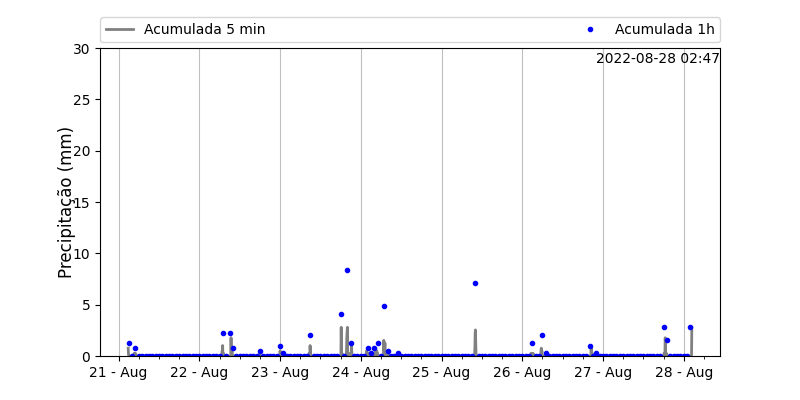 Acumulada 5 min
Acumulada 1h
2022-08-28 02:47
Precipitação (mm)
30
25
20
15
10
5
0
21 - Aug
22 - Aug
23 - Aug
24 - Aug
25 - Aug
26 - Aug
27 - Aug
28 - Aug